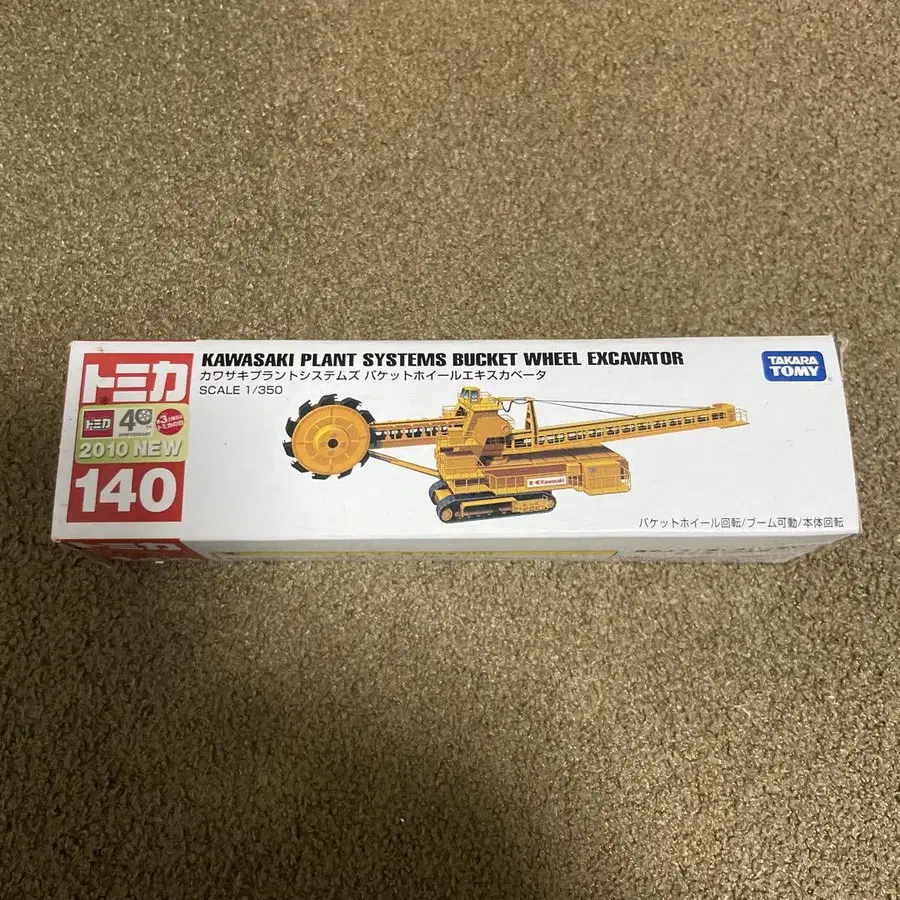 トミカ
トミカ 40 ANNIVERSARY
2010 NEW
140
KAWASAKI PLANT SYSTEMS BUCKET WHEEL EXCAVATOR
カワサキプラントシステムズ バケットホイールエキスカベータ
SCALE 1/350
TAKARA
TOMY
Kawasaki
バケットホイール回転/ブーム可動/本体回転